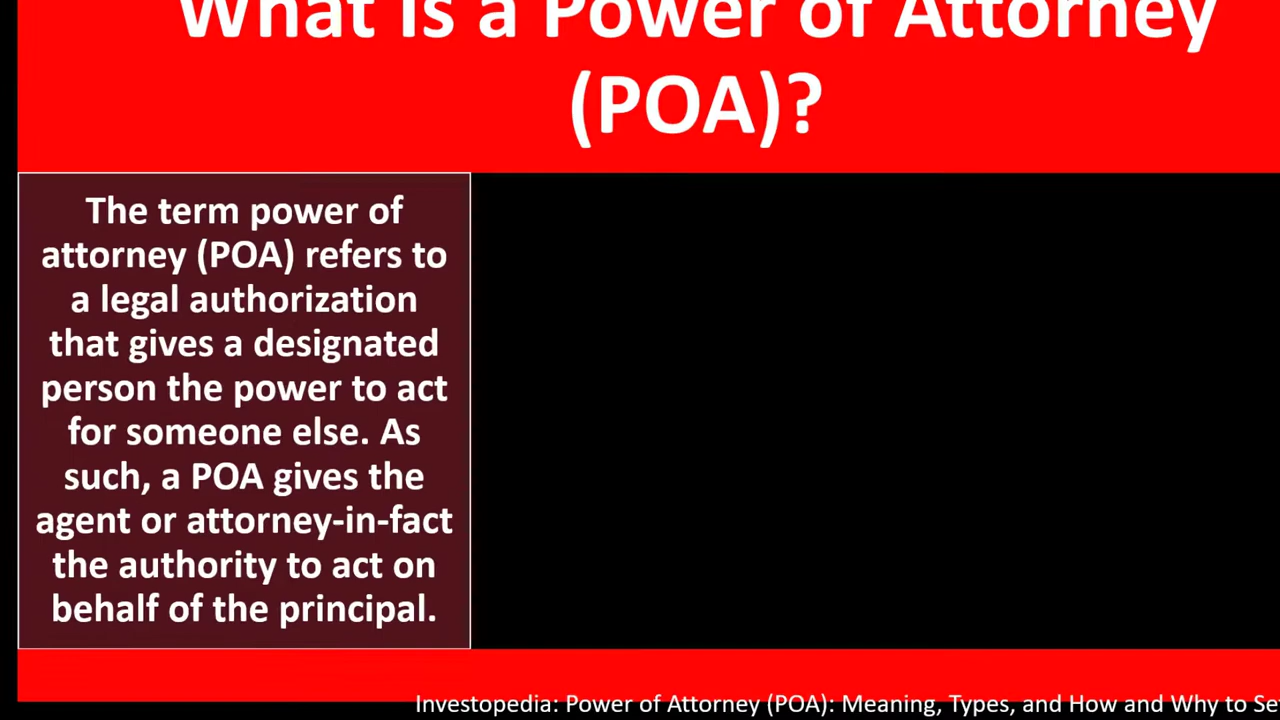 What is a Power of Attorney
(POA)?
The term power of
attorney (POA) refers to
a legal authorization
that gives a designated
person the power to act
for someone else. As
such, a POA gives the
agent or attorney-in-fact
the authority to act on
behalf of the principal.
Investopedia: Power of Attorney (POA): Meaning, Types, and How and Why to Se